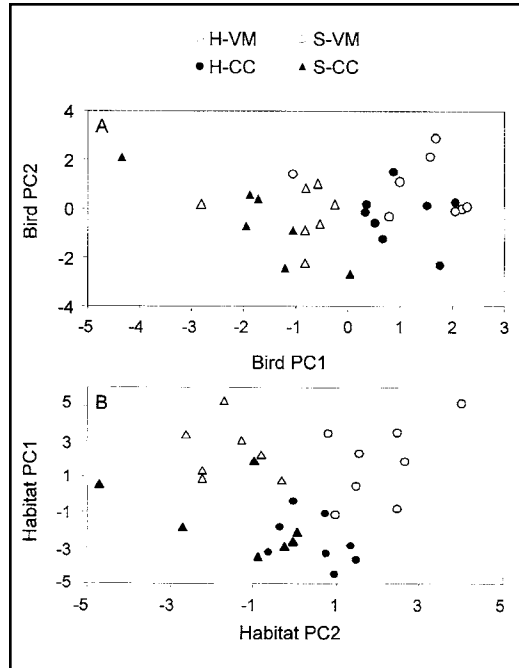 H-VM S-VM
H-CC S-CC
A
4
2
0
-2
-4
Bird PC2
-5 -4 -3 -2 -1 0 1 2 3
Bird PC1
B
5
3
1
-1
-3
-5
Habitat PC1
-5 -3 -1 1 3 5
Habitat PC2